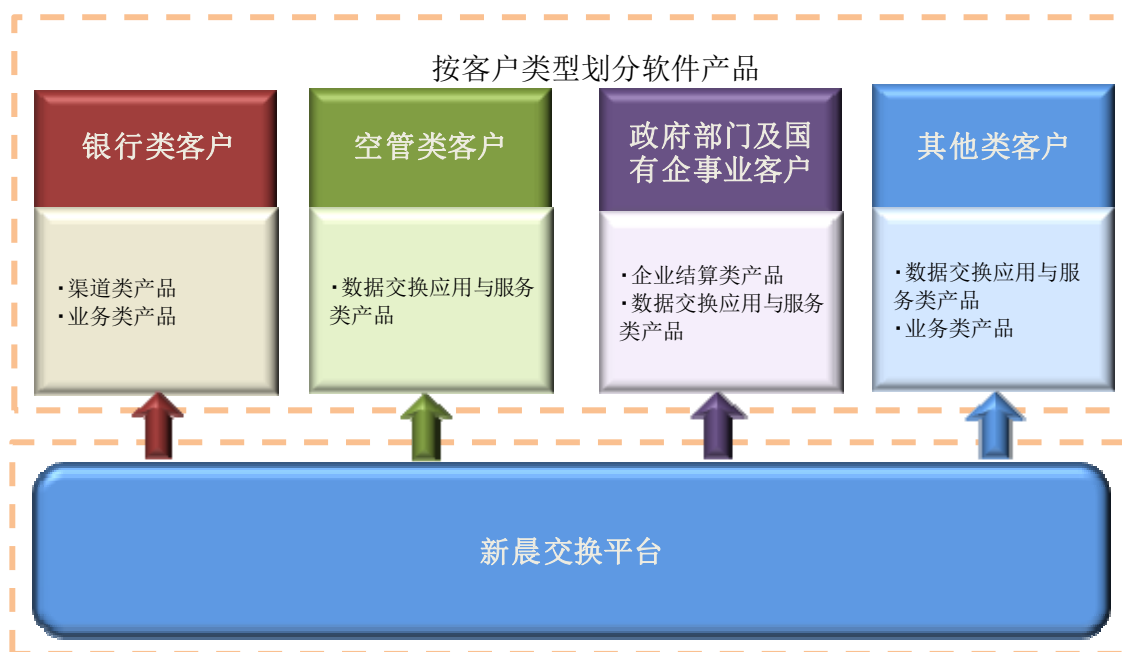 按客户类型划分软件产品
银行类客户
·渠道类产品
·业务类产品
空管类客户
·数据交换应用与服务
类产品
政府部门及国
有企事业客户
·企业结算类产品
·数据交换应用与服务
类产品
其他类客户
·数据交换应用与服
务类产品
·业务类产品
新晨交换平台